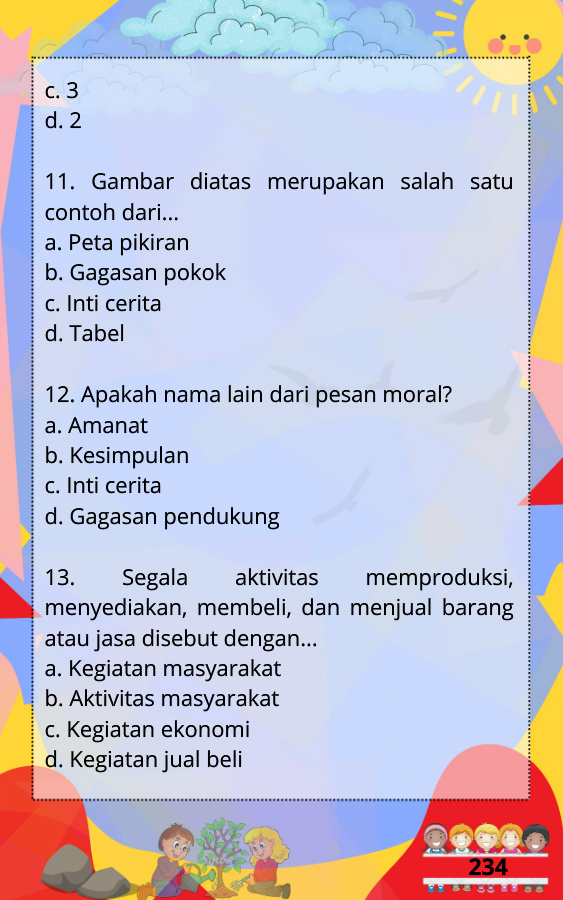 c. 3
d. 2
11. Gambar diatas merupakan salah satu
contoh dari...
a. Peta pikiran
b. Gagasan pokok
c. Inti cerita
d. Tabel
12. Apakah nama lain dari pesan moral?
a. Amanat
b. Kesimpulan
c. Inti cerita
d. Gagasan pendukung
13. Segala aktivitas memproduksi,
menyediakan, membeli, dan menjual barang
atau jasa disebut dengan...
a. Kegiatan masyarakat
b. Aktivitas masyarakat
c. Kegiatan ekonomi
d. Kegiatan jual beli
234